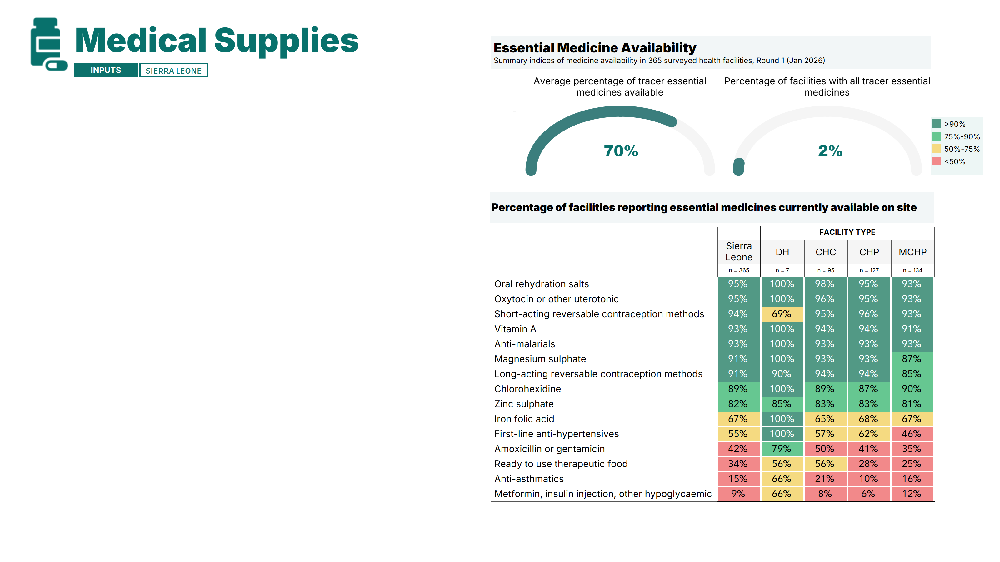 Medical Supplies
INPUTS
SIERRA LEONE
Essential Medicine Availability
Summary indices of medicine availability in 365 surveyed health facilities, Round 1 (Jan 2026)
Average percentage of tracer essential
medicines available
Percentage of facilities with all tracer essential
medicines
70%
2%
>90%
75%-90%
50%-75%
<50%
Percentage of facilities reporting essential medicines currently available on site
FACILITY TYPE
Sierra
Leone
DH CHC CHP MCHP
n = 365 n = 7 n = 95 n = 127 n = 134
Oral rehydration salts 95% 100% 98% 95% 93%
Oxytocin or other uterotonic 95% 100% 96% 95% 93%
Short-acting reversable contraception methods 94% 69% 95% 96% 93%
Vitamin A 93% 100% 94% 94% 91%
Anti-malarials 93% 100% 93% 93% 93%
Magnesium sulphate 91% 100% 93% 93% 87%
Long-acting reversable contraception methods 91% 90% 94% 94% 85%
Chlorohexidine 89% 100% 89% 87% 90%
Zinc sulphate 82% 85% 83% 83% 81%
Iron folic acid 67% 100% 65% 68% 67%
First-line anti-hypertensives 55% 100% 57% 62% 46%
Amoxicillin or gentamicin 42% 79% 50% 41% 35%
Ready to use therapeutic food 34% 56% 56% 28% 25%
Anti-asthmatics 15% 66% 21% 10% 16%
Metformin, insulin injection, other hypoglycaemic 9% 66% 8% 6% 12%